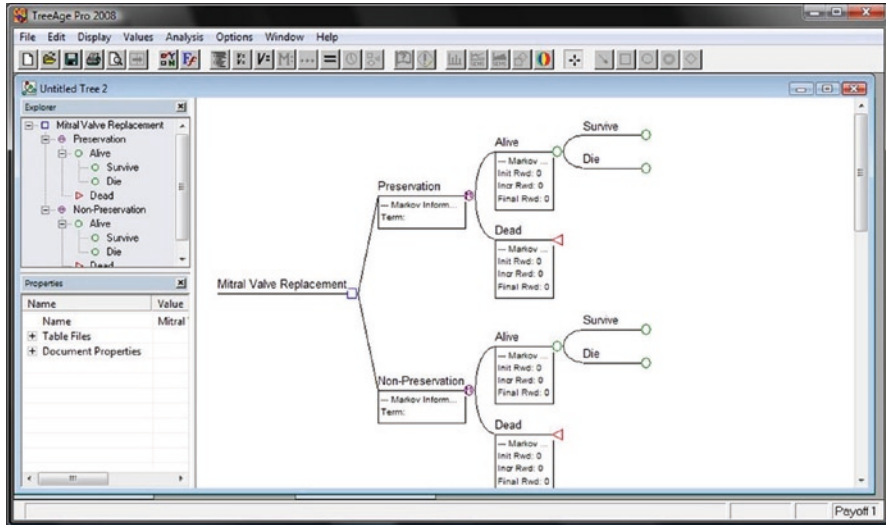 TreeAge Pro 2008
File Edit Display Values Analysis Options Window Help
Untitled Tree 2
Explorer
Mitral Valve Replacement
Preservation
Alive
Survive
Die
Dead
Non-Preservation
Alive
Survive
Die
Dead
Properties
Name Value
Name Mitral
Table Files
Document Properties
Mitral Valve Replacement
Preservation
--- Markov Inform...
Term:
Alive
--- Markov ...
Init Rwd: 0
Incr Rwd: 0
Final Rwd: 0
Survive
Die
Dead
--- Markov ...
Init Rwd: 0
Incr Rwd: 0
Final Rwd: 0
Non-Preservation
--- Markov Inform...
Term:
Alive
--- Markov ...
Init Rwd: 0
Incr Rwd: 0
Final Rwd: 0
Survive
Die
Dead
--- Markov ...
Init Rwd: 0
Incr Rwd: 0
Final Rwd: 0
Payoff 1